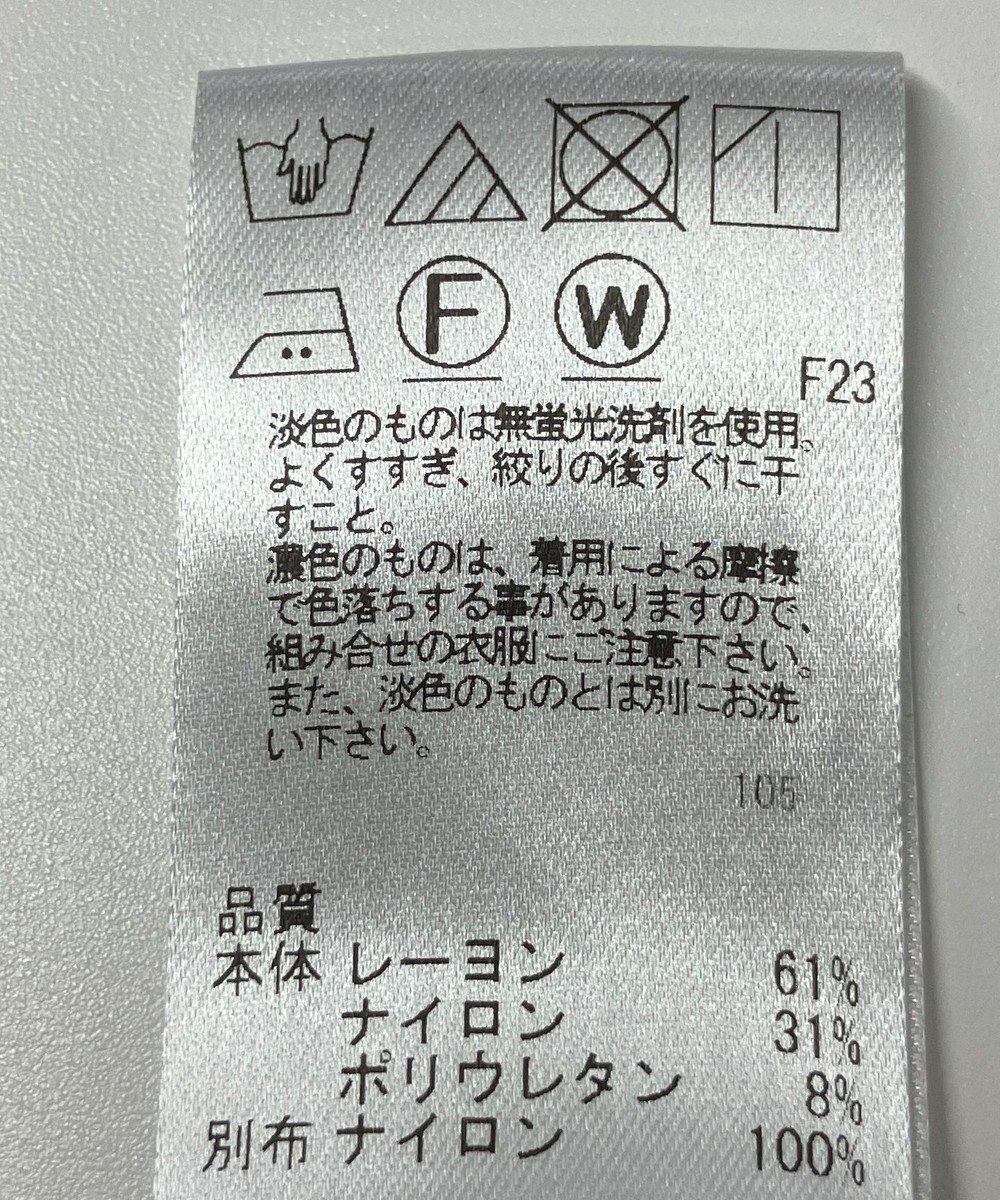 F
W
F23
淡色のものは無蛍光洗剤を使用。
よくすすぎ、絞りの後すぐに干
すこと。
濃色のものは、着用による摩擦
で色落ちする事がありますので、
組み合せの衣服にご注意下さい。
また、淡色のものとは別にお洗
い下さい。
105
品質
本体 レーヨン 61%
ナイロン 31%
ポリウレタン 8%
別布 ナイロン 100%